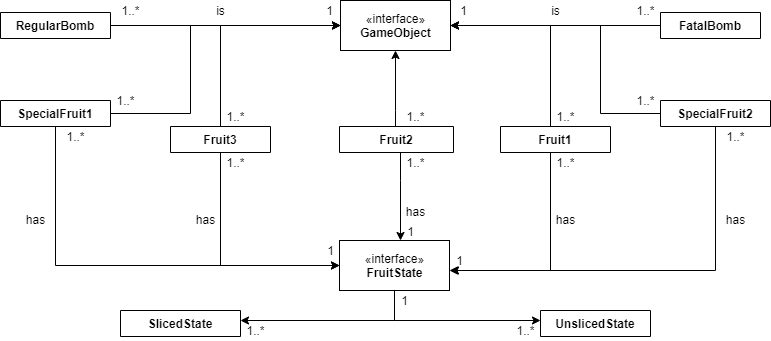 1..* is 1 «interface» 1 is 1..*
RegularBomb GameObject FatalBomb
SpecialFruit1 1..* 1..* SpecialFruit2
1..* 1..* 1..* 1..* 1..*
Fruit3 Fruit2 Fruit1
1..* 1..* 1..*
has has has has has
1 1 1
«interface»
FruitState
1
SlicedState 1..* 1..* UnslicedState